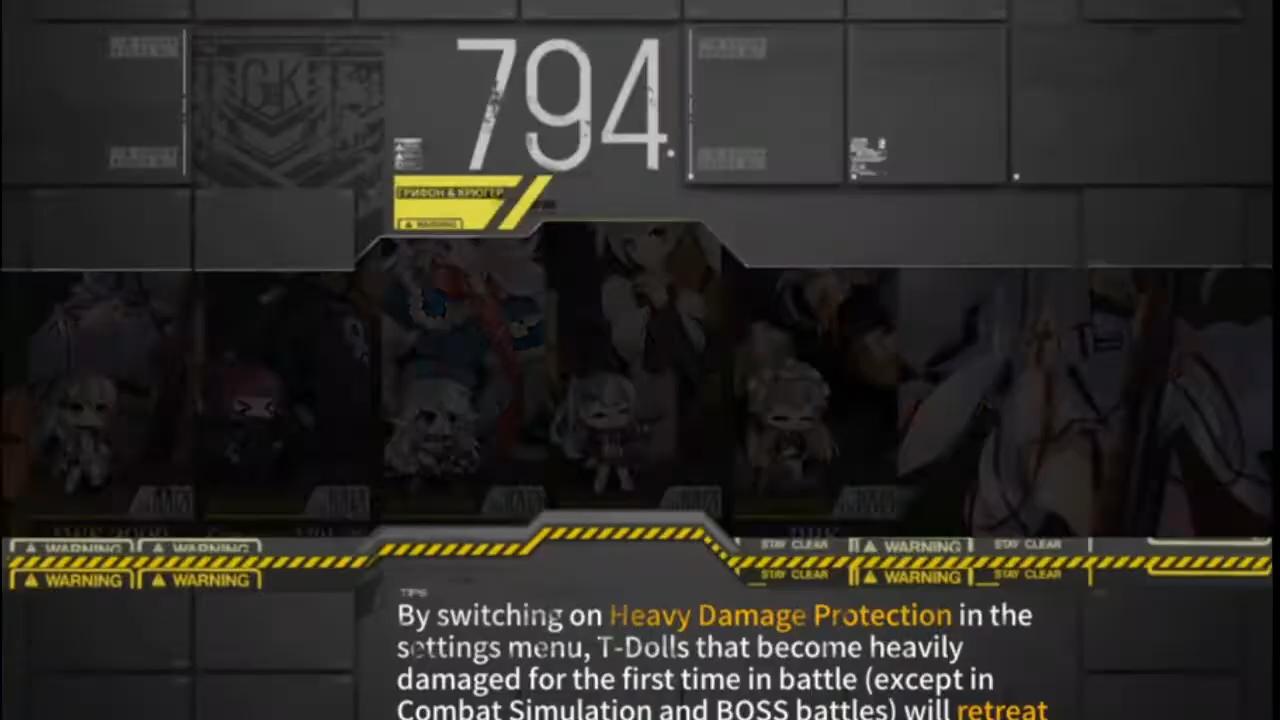 G&K
794.
ГРИФОН & КРЮГЕР
WARNING
WARNING WARNING STAY CLEAR WARNING STAY CLEAR
WARNING WARNING STAY CLEAR WARNING STAY CLEAR
TIPS
By switching on Heavy Damage Protection in the
settings menu, T-Dolls that become heavily
damaged for the first time in battle (except in
Combat Simulation and BOSS battles) will retreat